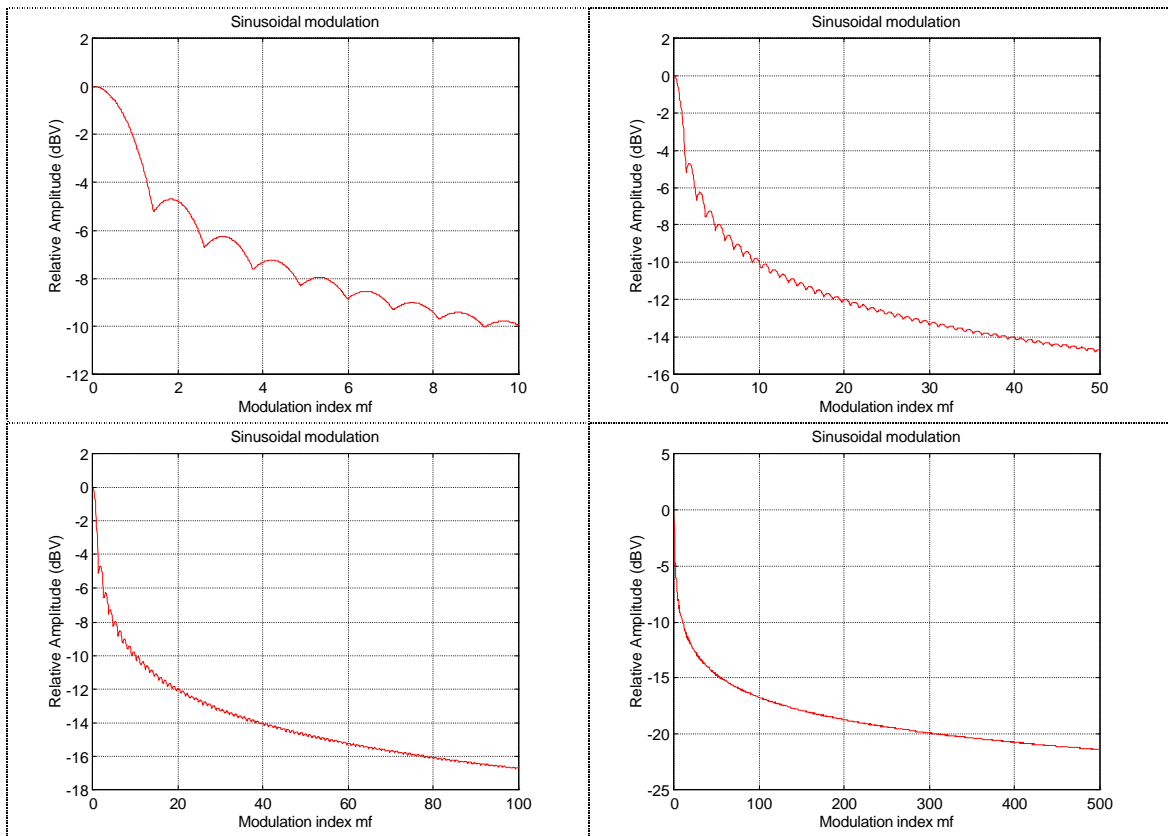 Sinusoidal modulation
2
0
-2
-4
-6
-8
-10
-12
Relative Amplitude (dBV)
0 2 4 6 8 10
Modulation index mf
Sinusoidal modulation
2
0
-2
-4
-6
-8
-10
-12
-14
-16
Relative Amplitude (dBV)
0 10 20 30 40 50
Modulation index mf
Sinusoidal modulation
2
0
-2
-4
-6
-8
-10
-12
-14
-16
-18
Relative Amplitude (dBV)
0 20 40 60 80 100
Modulation index mf
Sinusoidal modulation
5
0
-5
-10
-15
-20
-25
Relative Amplitude (dBV)
0 100 200 300 400 500
Modulation index mf